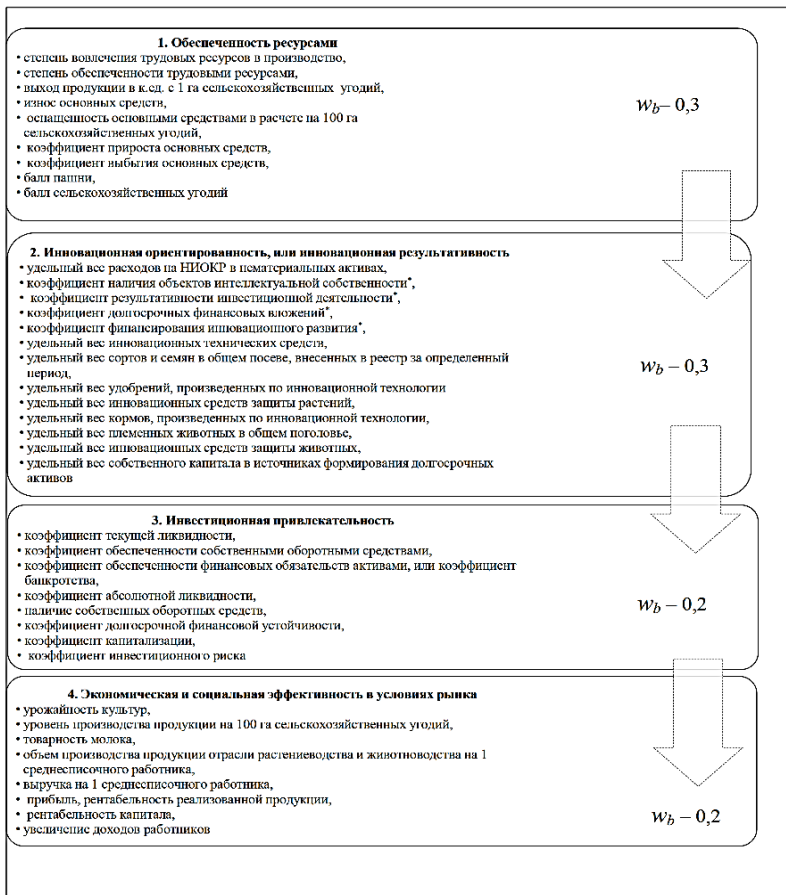 1. Обеспеченность ресурсами
• степень вовлечения трудовых ресурсов в производство,
• степень обеспеченности трудовыми ресурсами,
• выход продукции в к.ед. с 1 га сельскохозяйственных угодий,
• износ основных средств,
• оснащенность основными средствами в расчете на 100 га
сельскохозяйственных угодий,
• коэффициент прироста основных средств,
• коэффициент выбытия основных средств,
• балл пашни,
• балл сельскохозяйственных угодий
w_b – 0,3
2. Инновационная ориентированность, или инновационная результативность
• удельный вес расходов на НИОКР в нематериальных активах,
• коэффициент наличия объектов интеллектуальной собственности*,
• коэффициент результативности инвестиционной деятельности*,
• коэффициент долгосрочных финансовых вложений*,
• коэффициент финансирования инновационного развития*,
• удельный вес инновационных технических средств,
• удельный вес сортов и семян в общем посеве, внесенных в реестр за определенный
период,
• удельный вес удобрений, произведенных по инновационной технологии
• удельный вес инновационных средств защиты растений,
• удельный вес кормов, произведенных по инновационной технологии,
• удельный вес племенных животных в общем поголовье,
• удельный вес инновационных средств защиты животных,
• удельный вес собственного капитала в источниках формирования долгосрочных
активов
w_b – 0,3
3. Инвестиционная привлекательность
• коэффициент текущей ликвидности,
• коэффициент обеспеченности собственными оборотными средствами,
• коэффициент обеспеченности финансовых обязательств активами, или коэффициент
банкротства,
• коэффициент абсолютной ликвидности,
• наличие собственных оборотных средств,
• коэффициент долгосрочной финансовой устойчивости,
• коэффициент капитализации,
• коэффициент инвестиционного риска
w_b – 0,2
4. Экономическая и социальная эффективность в условиях рынка
• урожайность культур,
• уровень производства продукции на 100 га сельскохозяйственных угодий,
• товарность молока,
• объем производства продукции отрасли растениеводства и животноводства на 1
среднесписочного работника,
• выручка на 1 среднесписочного работника,
• прибыль, рентабельность реализованной продукции,
• рентабельность капитала,
• увеличение доходов работников
w_b – 0,2